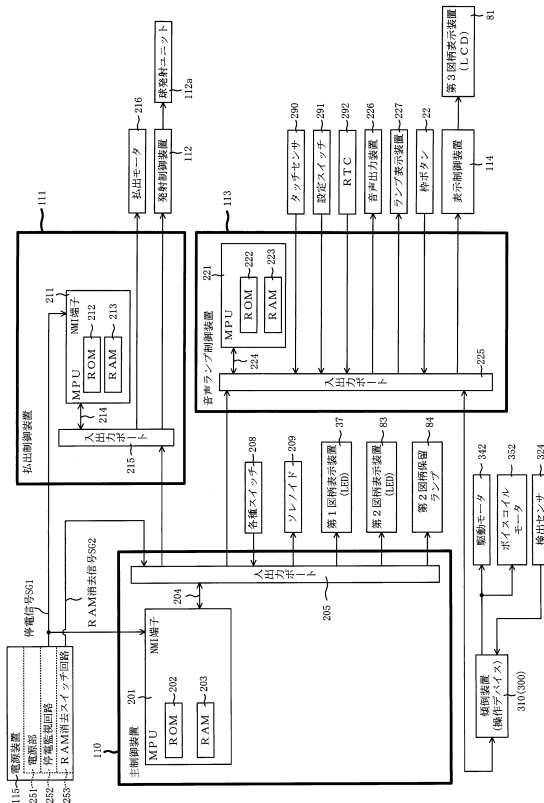 115
電源装置
251
電源部
252
停電監視回路
253
RAM消去スイッチ回路
停電信号SG1
RAM消去信号SG2
111
払出制御装置
211
MPU
NMI端子
ROM
212
RAM
213
214
入出力ポート
215
払出モータ
216
発射制御装置
112
球発射ユニット
112a
110
主制御装置
201
MPU
NMI端子
ROM
202
RAM
203
204
入出力ポート
205
各種スイッチ
208
ソレノイド
209
第1図柄表示装置
(LED)
37
第2図柄表示装置
(LED)
83
第2図柄保留
ランプ
84
113
音声ランプ制御装置
221
MPU
ROM
222
RAM
223
224
入出力ポート
225
タッチセンサ
290
設定スイッチ
291
RTC
292
音声出力装置
226
ランプ表示装置
227
枠ボタン
22
表示制御装置
114
第3図柄表示装置
(LCD)
81
傾倒装置
(操作デバイス)
310(300)
駆動モータ
342
ボイスコイル
モータ
352
検出センサ
324